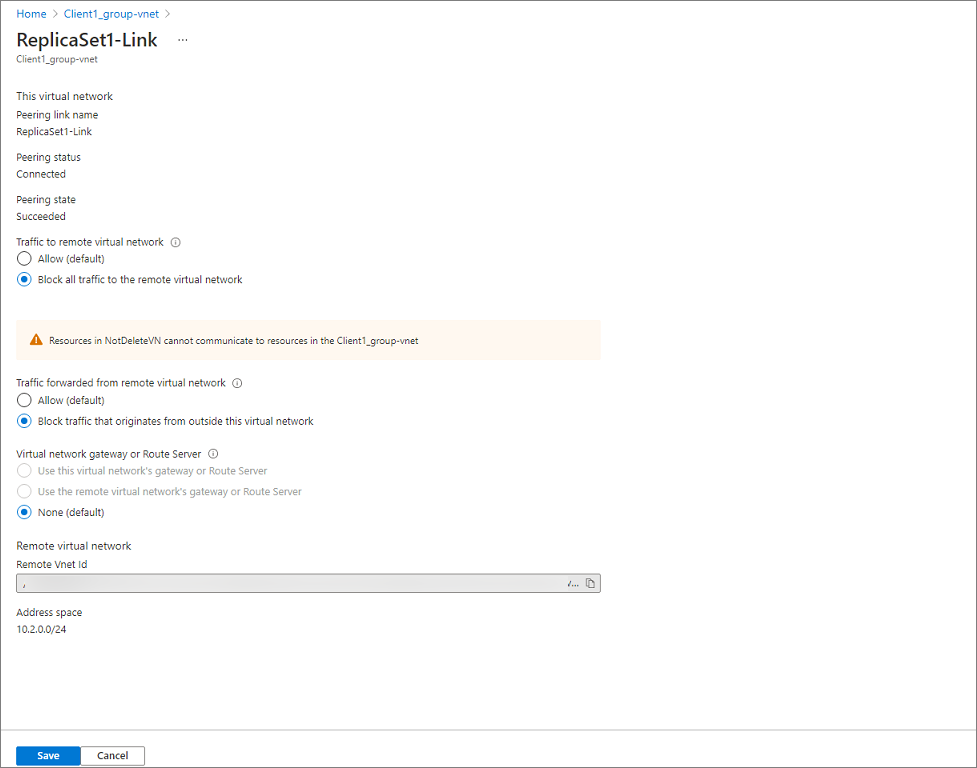 Home > Client1_group-vnet >
ReplicaSet1-Link ...
Client1_group-vnet
This virtual network
Peering link name
ReplicaSet1-Link
Peering status
Connected
Peering state
Succeeded
Traffic to remote virtual network
Allow (default)
Block all traffic to the remote virtual network
Resources in NotDeleteVN cannot communicate to resources in the Client1_group-vnet
Traffic forwarded from remote virtual network
Allow (default)
Block traffic that originates from outside this virtual network
Virtual network gateway or Route Server
Use this virtual network's gateway or Route Server
Use the remote virtual network's gateway or Route Server
None (default)
Remote virtual network
Remote Vnet Id
/...
Address space
10.2.0.0/24
Save Cancel